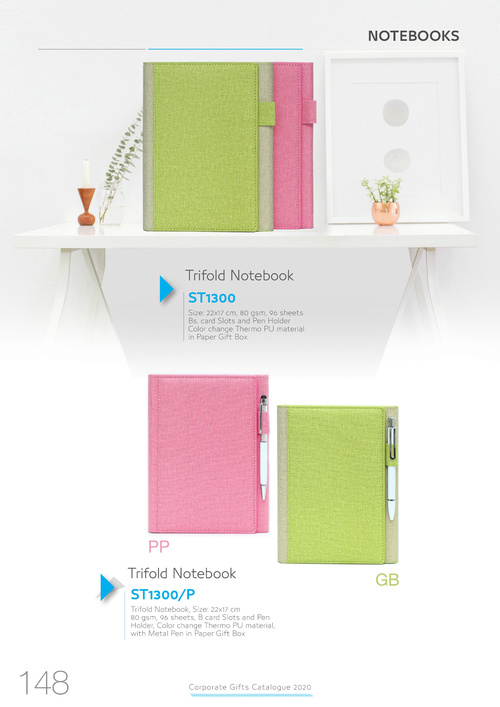 NOTEBOOKS
Trifold Notebook
ST1300
Size: 22x17 cm, 80 gsm, 96 sheets
Bs. card Slots and Pen Holder
Color change Thermo PU material
in Paper Gift Box
PP
GB
Trifold Notebook
ST1300/P
Trifold Notebook, Size: 22x17 cm
80 gsm, 96 sheets, B card Slots and Pen
Holder, Color change Thermo PU material,
with Metal Pen in Paper Gift Box
148
Corporate Gifts Catalogue 2020